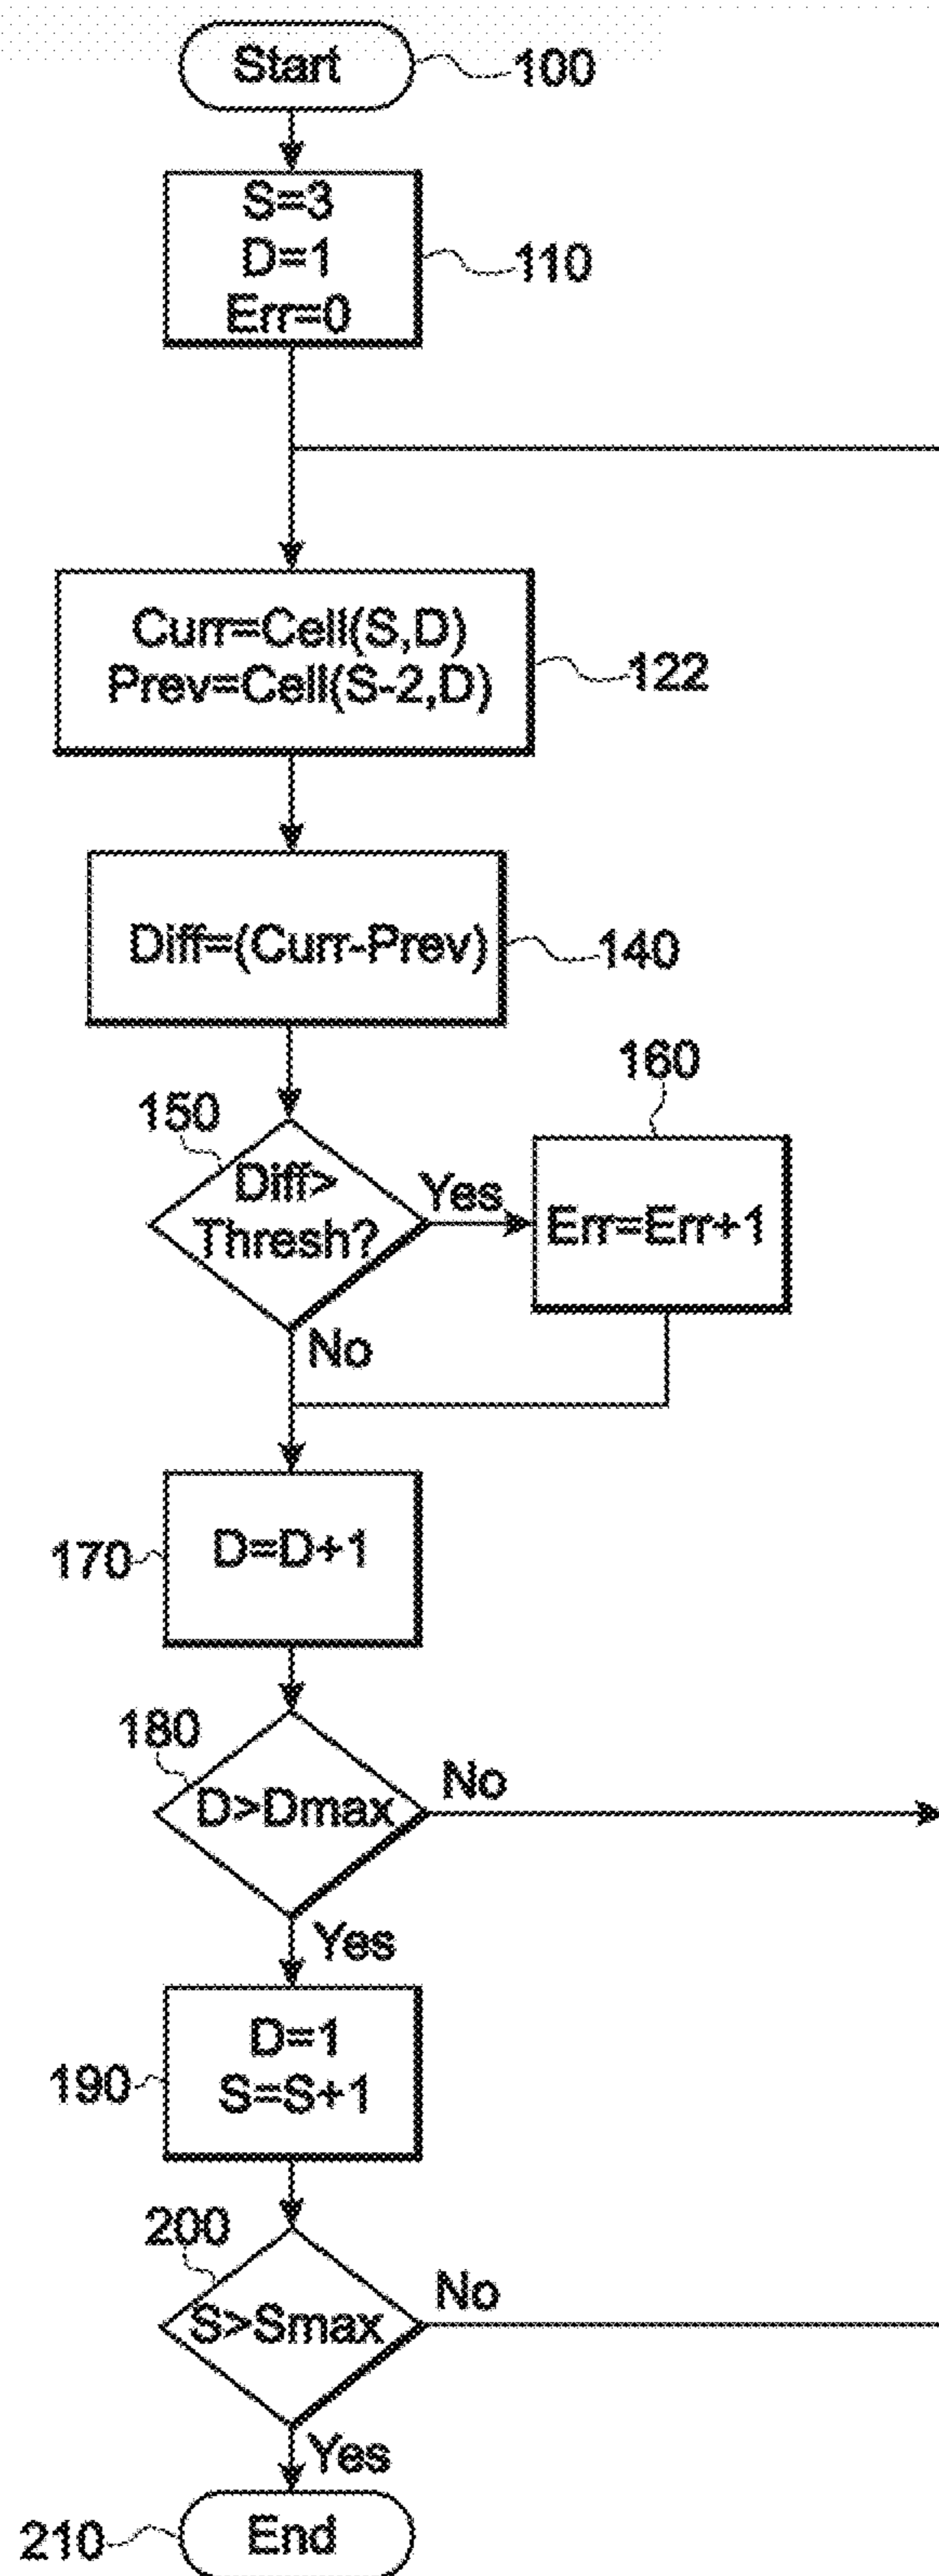 Start
100
S=3
D=1
Err=0
110
Curr=Cell(S,D)
Prev=Cell(S-2,D)
122
Diff=(Curr-Prev)
140
150
Diff>
Thresh?
Yes
No
160
Err=Err+1
170
D=D+1
180
D>Dmax
No
Yes
190
D=1
S=S+1
200
S>Smax
No
Yes
210
End